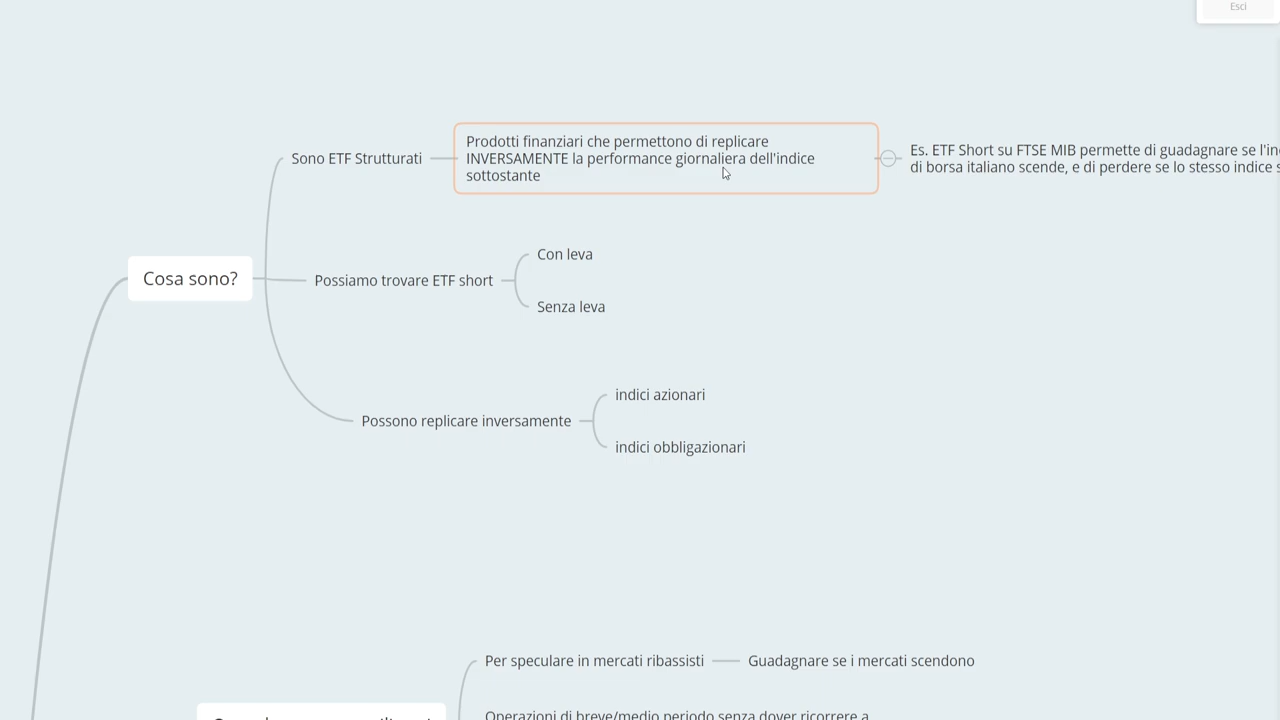 Esci
Prodotti finanziari che permettono di replicare
INVERSAMENTE la performance giornaliera dell'indice
sottostante
Sono ETF Strutturati
Es. ETF Short su FTSE MIB permette di guadagnare se l'in
di borsa italiano scende, e di perdere se lo stesso indice s
Cosa sono?
Possiamo trovare ETF short
Con leva
Senza leva
Possono replicare inversamente
indici azionari
indici obbligazionari
Per speculare in mercati ribassisti
Guadagnare se i mercati scendono
Operazioni di breve/medio periodo senza dover ricorrere a